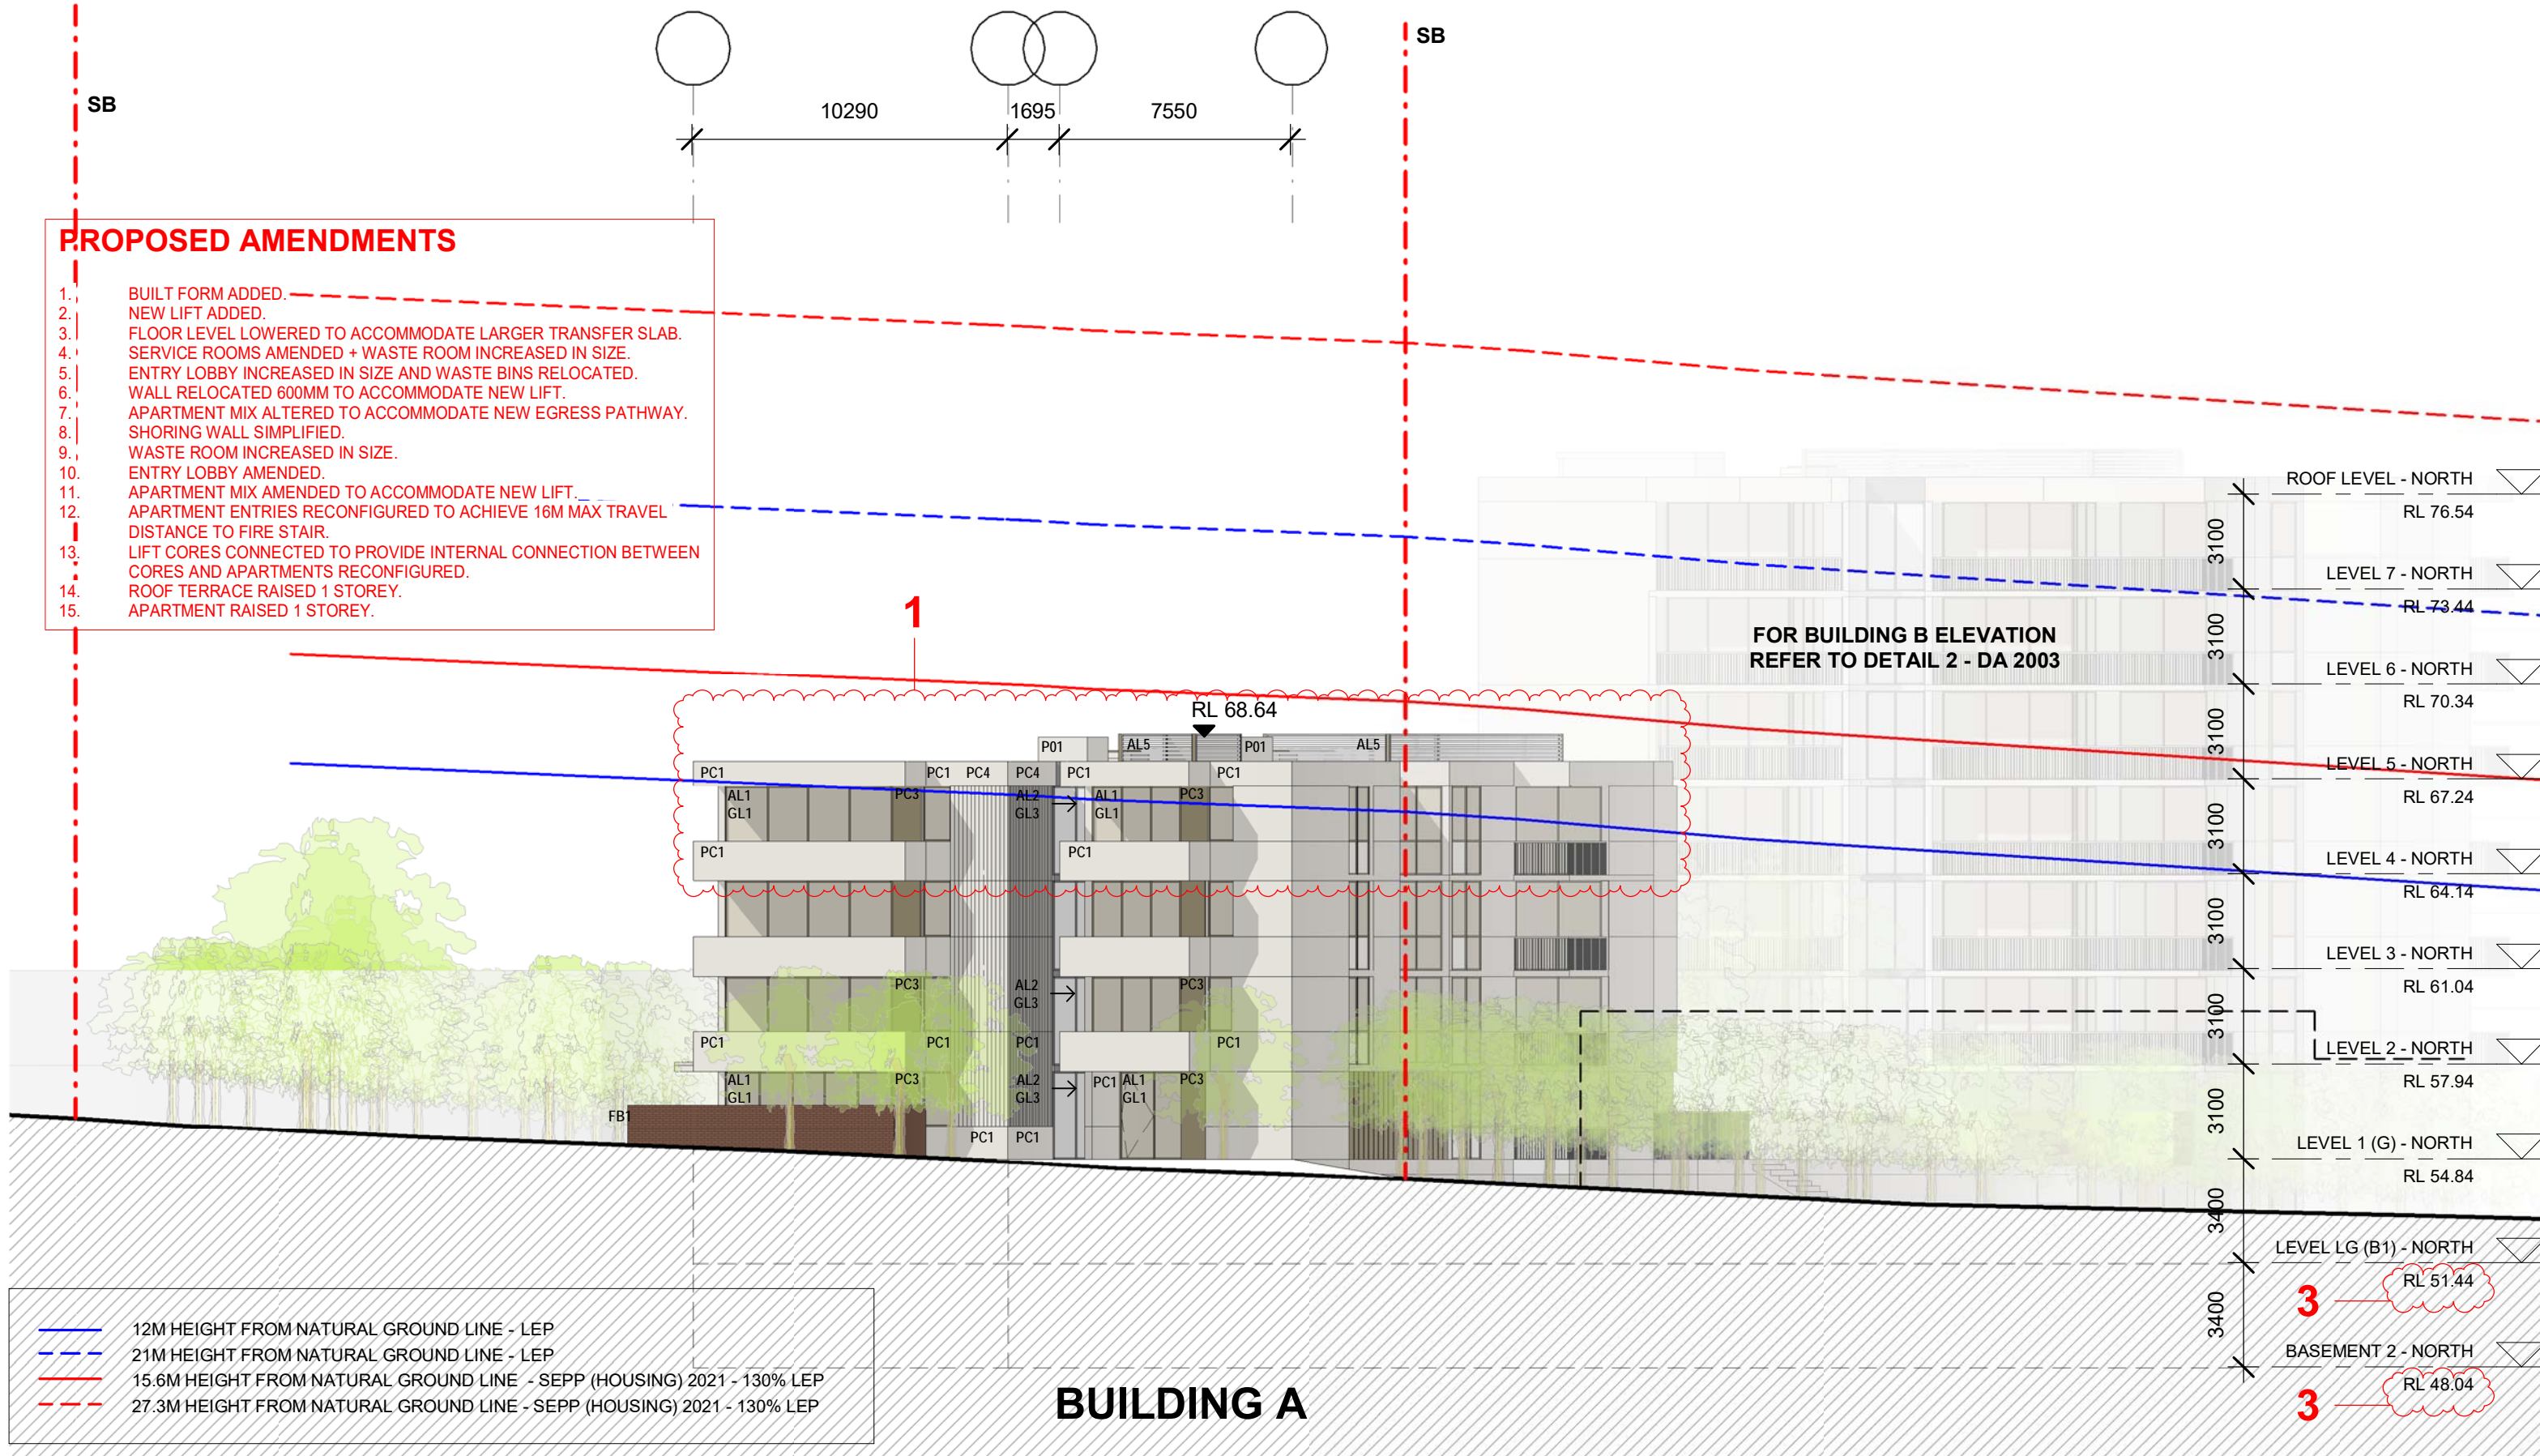 SB
SB
10290
1695
7550
PROPOSED AMENDMENTS
1. BUILT FORM ADDED.
2. NEW LIFT ADDED.
3. FLOOR LEVEL LOWERED TO ACCOMMODATE LARGER TRANSFER SLAB.
4. SERVICE ROOMS AMENDED + WASTE ROOM INCREASED IN SIZE.
5. ENTRY LOBBY INCREASED IN SIZE AND WASTE BINS RELOCATED.
6. WALL RELOCATED 600MM TO ACCOMMODATE NEW LIFT.
7. APARTMENT MIX ALTERED TO ACCOMMODATE NEW EGRESS PATHWAY.
8. SHORING WALL SIMPLIFIED.
9. WASTE ROOM INCREASED IN SIZE.
10. ENTRY LOBBY AMENDED.
11. APARTMENT MIX AMENDED TO ACCOMMODATE NEW LIFT.
12. APARTMENT ENTRIES RECONFIGURED TO ACHIEVE 16M MAX TRAVEL
DISTANCE TO FIRE STAIR.
13. LIFT CORES CONNECTED TO PROVIDE INTERNAL CONNECTION BETWEEN
CORES AND APARTMENTS RECONFIGURED.
14. ROOF TERRACE RAISED 1 STOREY.
15. APARTMENT RAISED 1 STOREY.
1
FOR BUILDING B ELEVATION
REFER TO DETAIL 2 - DA 2003
RL 68.64
P01 AL5 P01 AL5
PC1 PC1 PC4 PC4 PC1 PC1
AL1 PC3 AL2 AL1 PC3
GL1 GL3 GL1
PC1 PC1
PC3 AL2 PC3
GL3
PC1 PC1 PC1 PC1
AL1 PC3 AL2 PC1 AL1 PC3
GL1 GL3 GL1
FB1
PC1 PC1
ROOF LEVEL - NORTH
RL 76.54
3100
LEVEL 7 - NORTH
RL 73.44
3100
LEVEL 6 - NORTH
RL 70.34
3100
LEVEL 5 - NORTH
RL 67.24
3100
LEVEL 4 - NORTH
RL 64.14
3100
LEVEL 3 - NORTH
RL 61.04
3100
LEVEL 2 - NORTH
RL 57.94
3100
LEVEL 1 (G) - NORTH
RL 54.84
3400
LEVEL LG (B1) - NORTH
RL 51.44
3
3400
BASEMENT 2 - NORTH
RL 48.04
3
12M HEIGHT FROM NATURAL GROUND LINE - LEP
21M HEIGHT FROM NATURAL GROUND LINE - LEP
15.6M HEIGHT FROM NATURAL GROUND LINE - SEPP (HOUSING) 2021 - 130% LEP
27.3M HEIGHT FROM NATURAL GROUND LINE - SEPP (HOUSING) 2021 - 130% LEP
BUILDING A